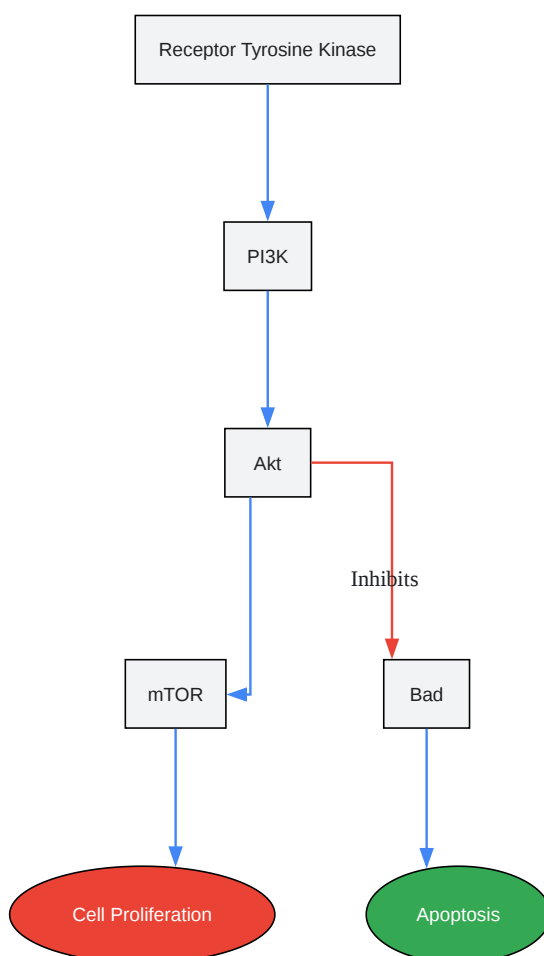 Receptor Tyrosine Kinase
PI3K
Akt
Inhibits
mTOR
Bad
Cell Proliferation
Apoptosis